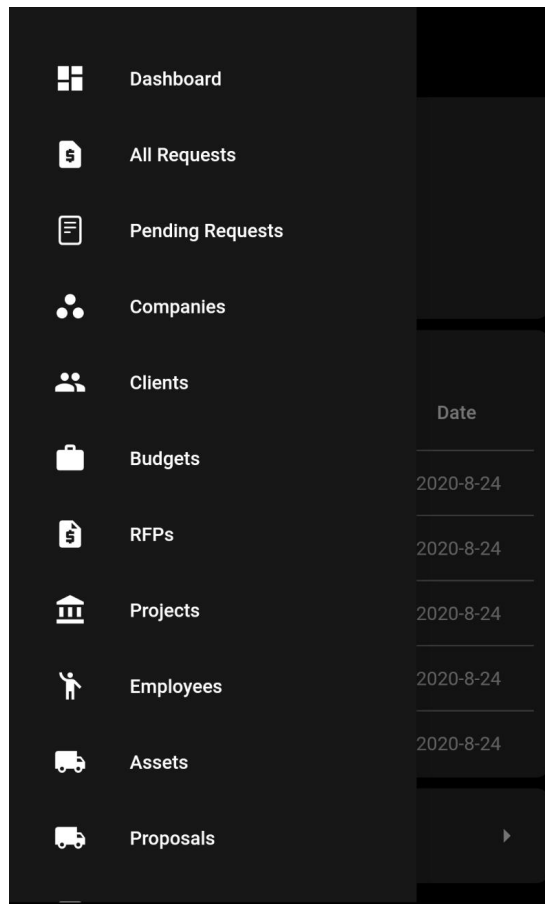 Dashboard
All Requests
Pending Requests
Companies
Clients
Budgets
RFPs
Projects
Employees
Assets
Proposals
Date
2020-8-24
2020-8-24
2020-8-24
2020-8-24
2020-8-24